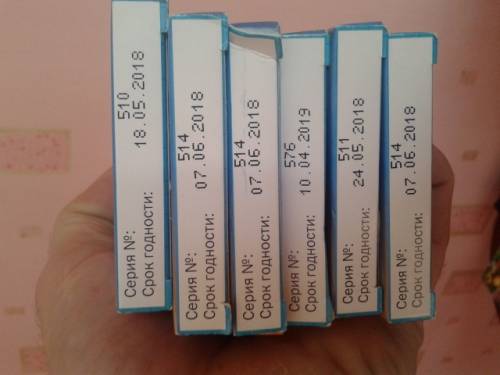 Серия №: 510
Срок годности: 18.05.2018
Серия №: 514
Срок годности: 07.06.2018
Серия №: 514
Срок годности: 07.06.2018
Серия №: 576
Срок годности: 10.04.2019
Серия №: 511
Срок годности: 24.05.2018
Серия №: 514
Срок годности: 07.06.2018